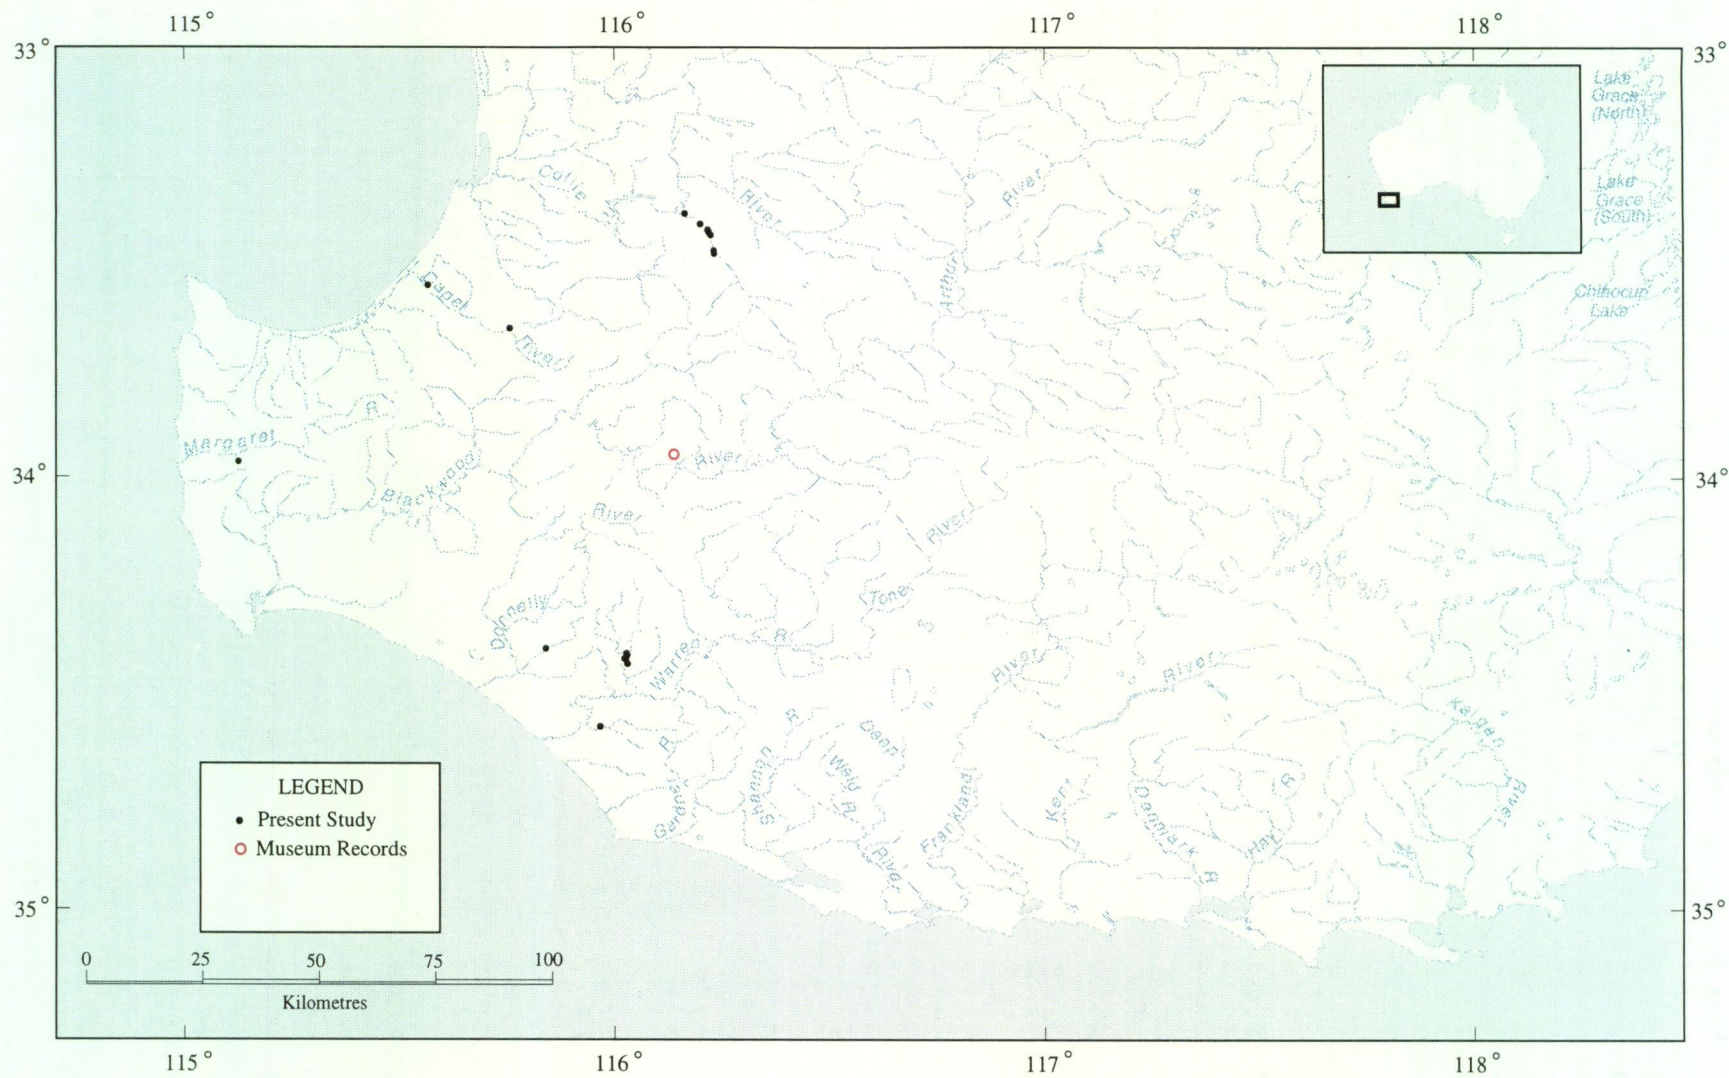 115° 116° 117° 118°
33° 33°
Lake
Grace
(North)
Lake
Grace
(South)
Collie
River
River
Arthur
Capel
River
Chinocup
Lake
Margaret R
34° 34°
Blackwood
River
River
River
Tone
Donnelly
Warren
R
River
River
Kalgan
River
Gardner R
Shannon
R
Weld R
Deep
River
Frankland
Kent
Denmark R
Hay
R
LEGEND
Present Study
Museum Records
35° 35°
0 25 50 75 100
Kilometres
115° 116° 117° 118°